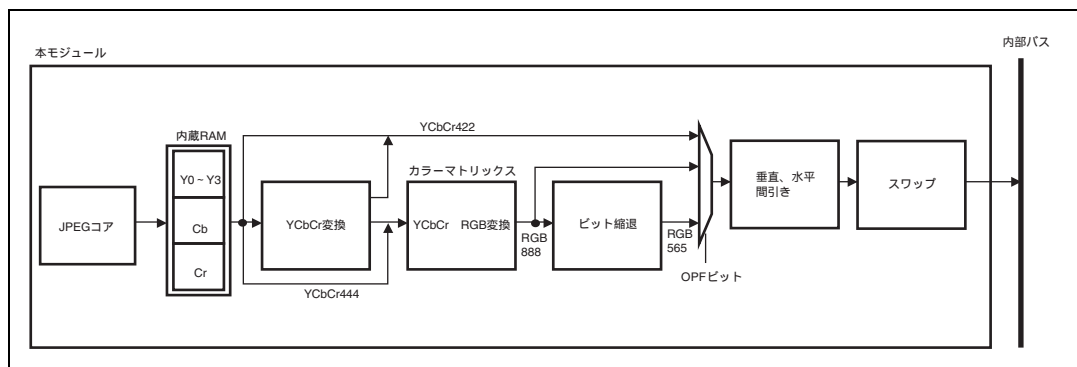 内部バス
本モジュール
YCbCr422
内蔵RAM
カラーマトリックス
Y0～Y3
JPEGコア
Cb
YCbCr変換
YCbCr RGB変換
ビット縮退
垂直、水平
間引き
スワップ
RGB
888
RGB
565
Cr
YCbCr444
OPFビット